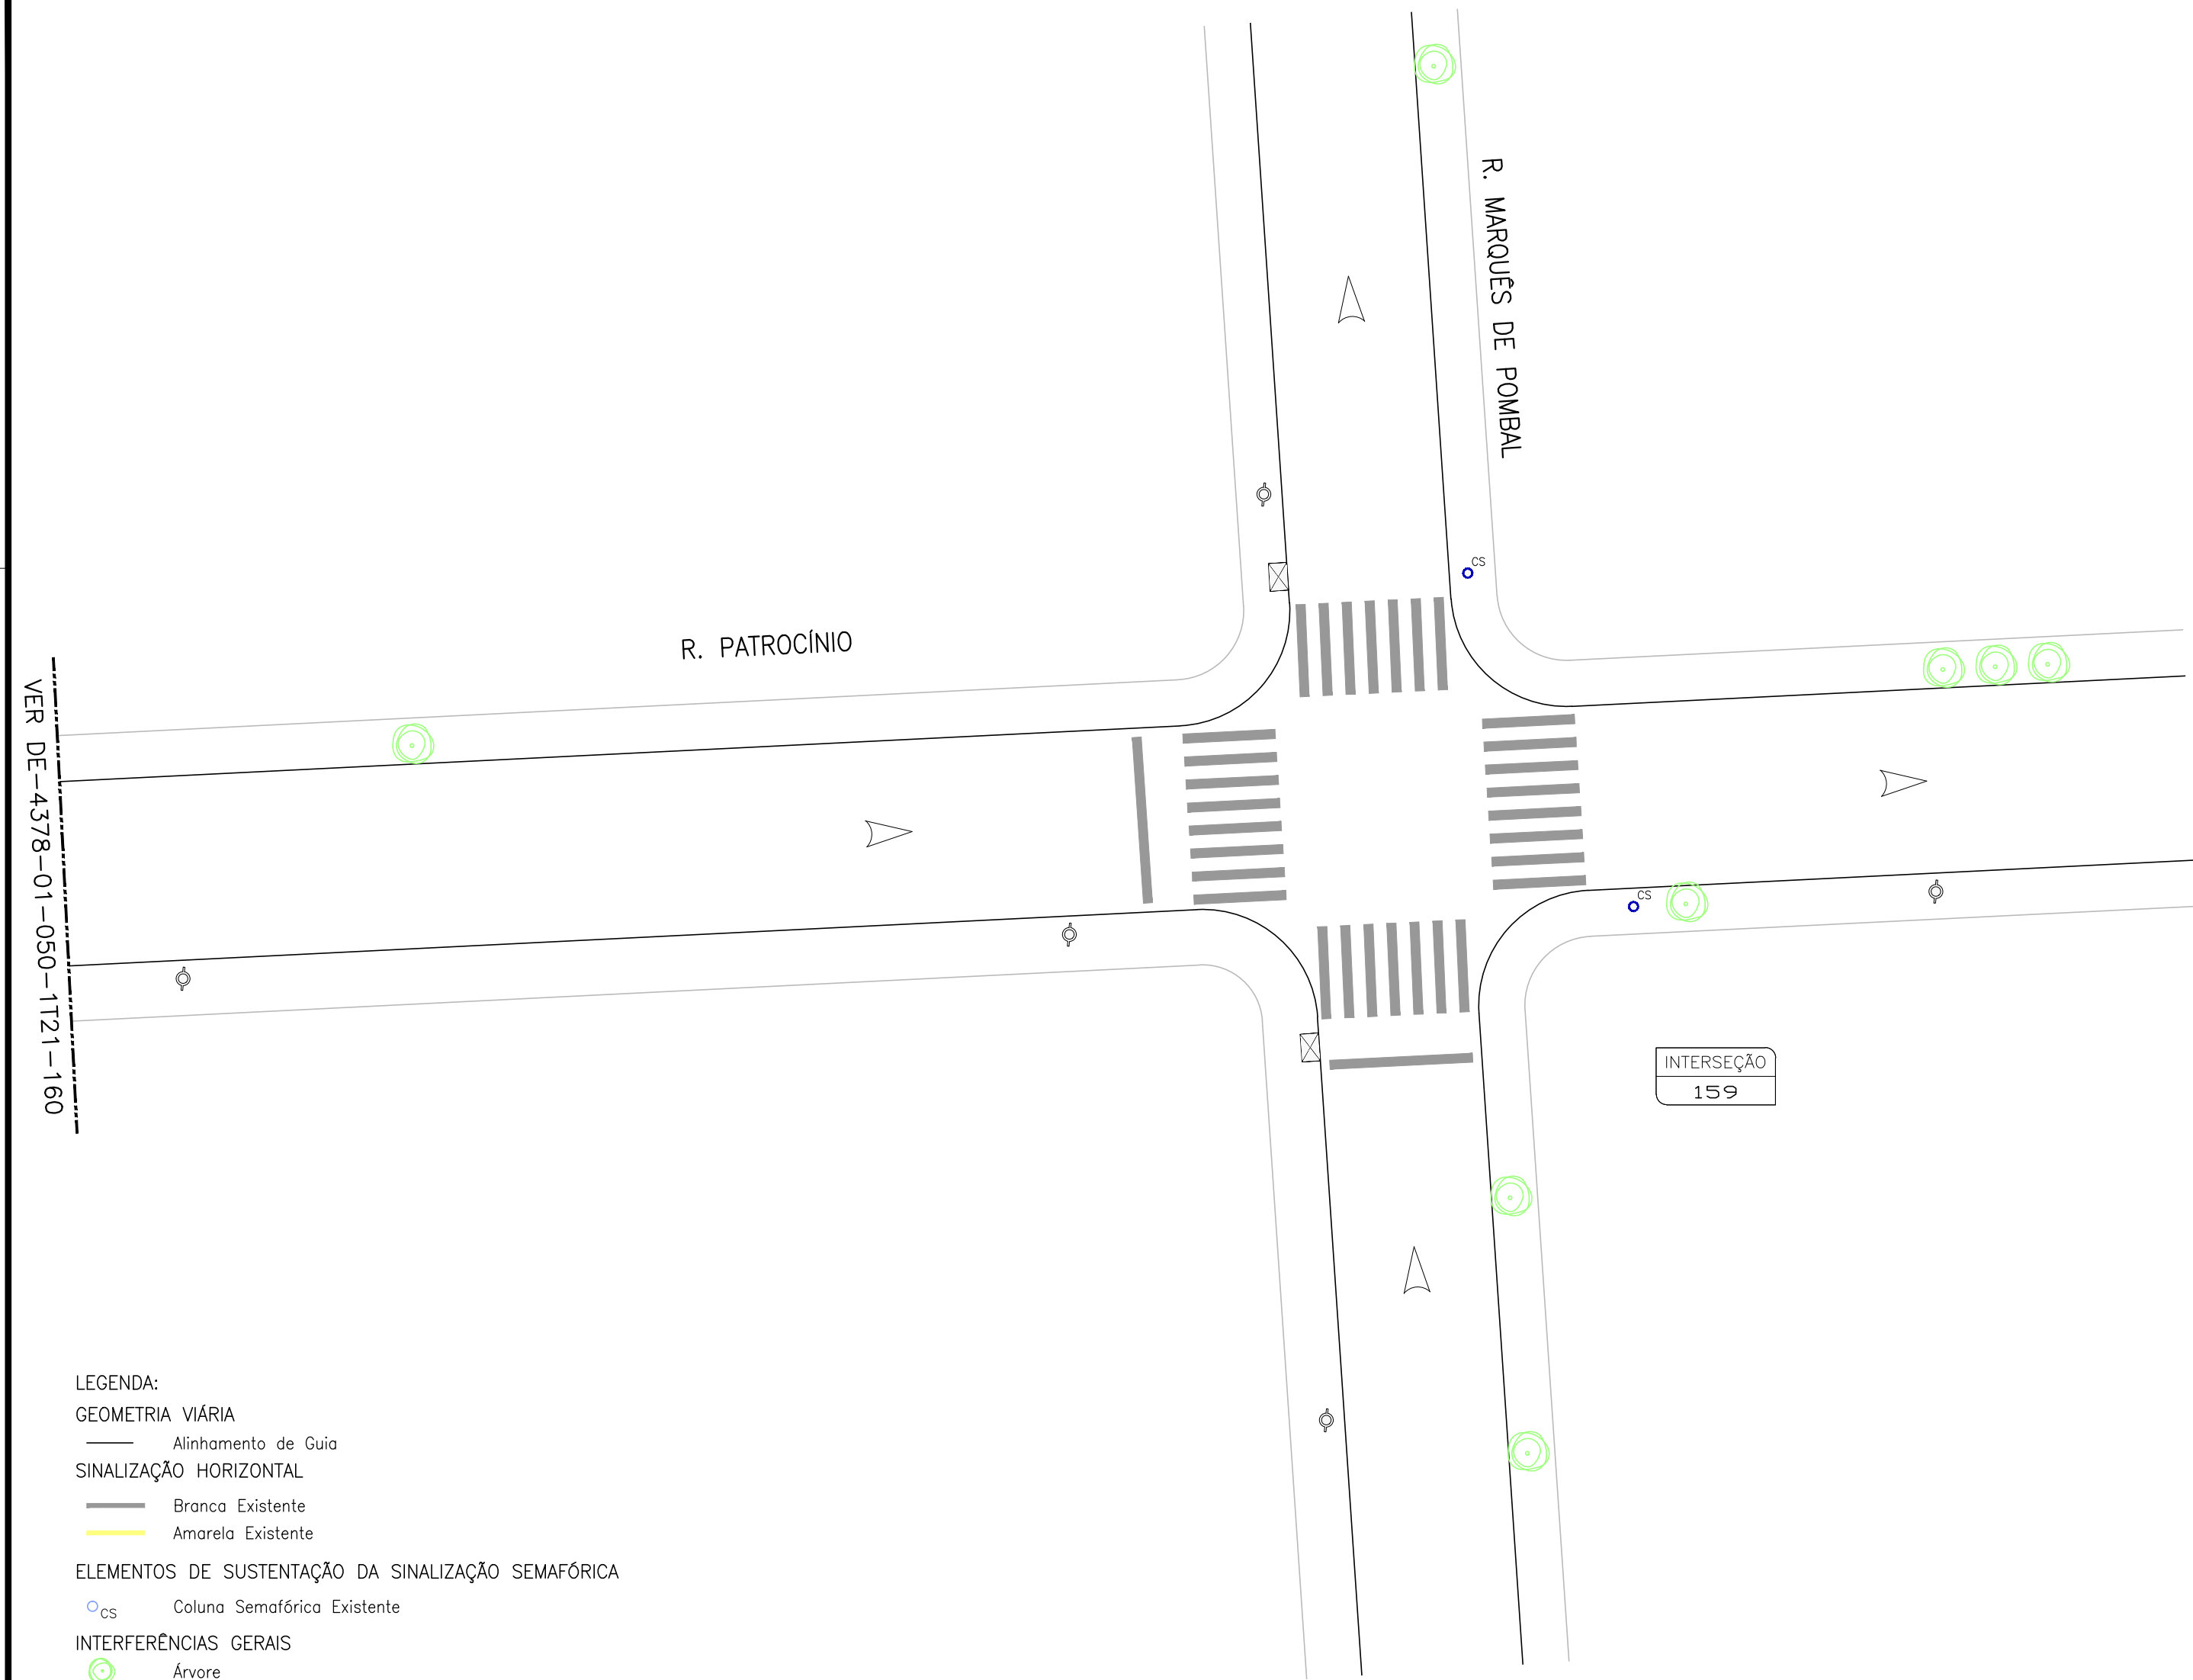 R. MARQUÊS DE POMBAL
CS
R. PATROCÍNIO
VER DE-4378-01-050-1T21-160
CS
INTERSEÇÃO
159
LEGENDA:
GEOMETRIA VIÁRIA
Alinhamento de Guia
SINALIZAÇÃO HORIZONTAL
Branca Existente
Amarela Existente
ELEMENTOS DE SUSTENTAÇÃO DA SINALIZAÇÃO SEMAFÓRICA
CS Coluna Semafórica Existente
INTERFERÊNCIAS GERAIS
Árvore